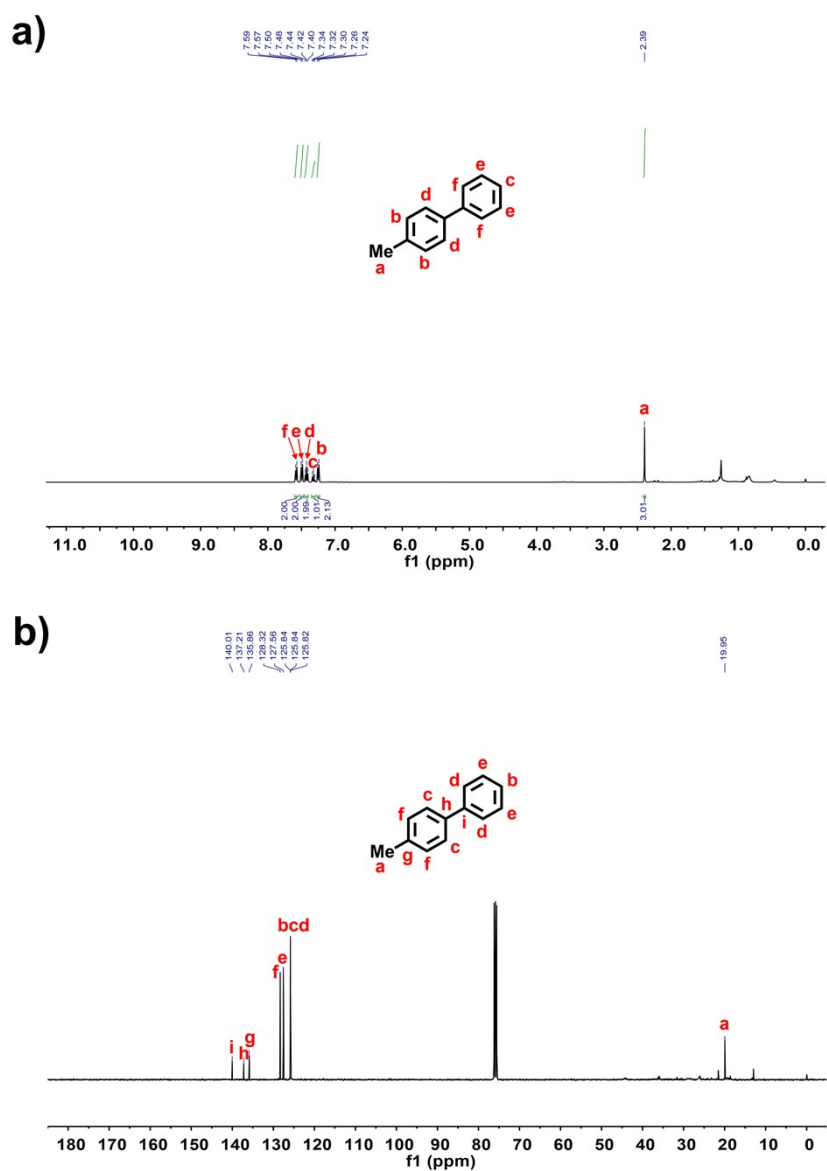 a)
7.59
7.57
7.50
7.48
7.44
7.42
7.40
7.34
7.32
7.30
7.26
7.24
2.39
e
f c
d
b e
f
d
Me
a b
a
f e d
b
c
2.00
2.00
1.99
1.01
2.13
3.01
11.0 10.0 9.0 8.0 7.0 6.0 5.0 4.0 3.0 2.0 1.0 0.0
f1 (ppm)
b)
140.01
137.21
135.86
128.32
127.56
125.84
125.84
125.82
19.95
e
d b
c
h
f e
i
d
c
Me g
a f
bcd
e
f
a
g
i h
180 170 160 150 140 130 120 110 100 90 80 70 60 50 40 30 20 10 0
f1 (ppm)